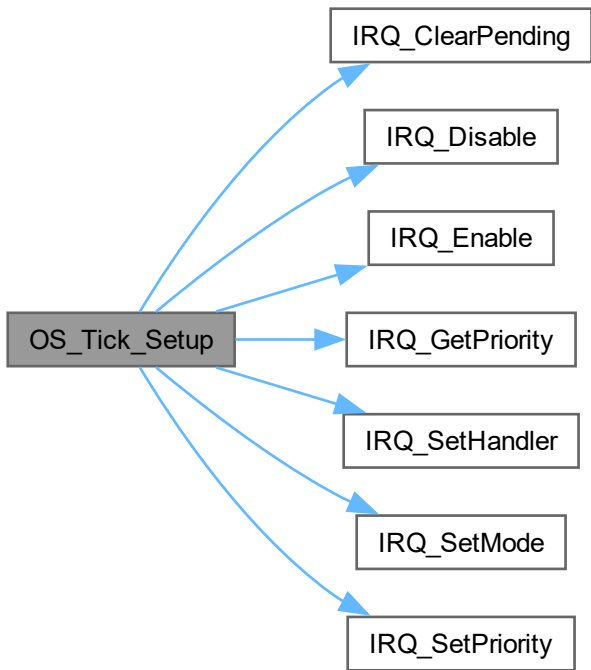 IRQ_ClearPending
IRQ_Disable
IRQ_Enable
OS_Tick_Setup
IRQ_GetPriority
IRQ_SetHandler
IRQ_SetMode
IRQ_SetPriority